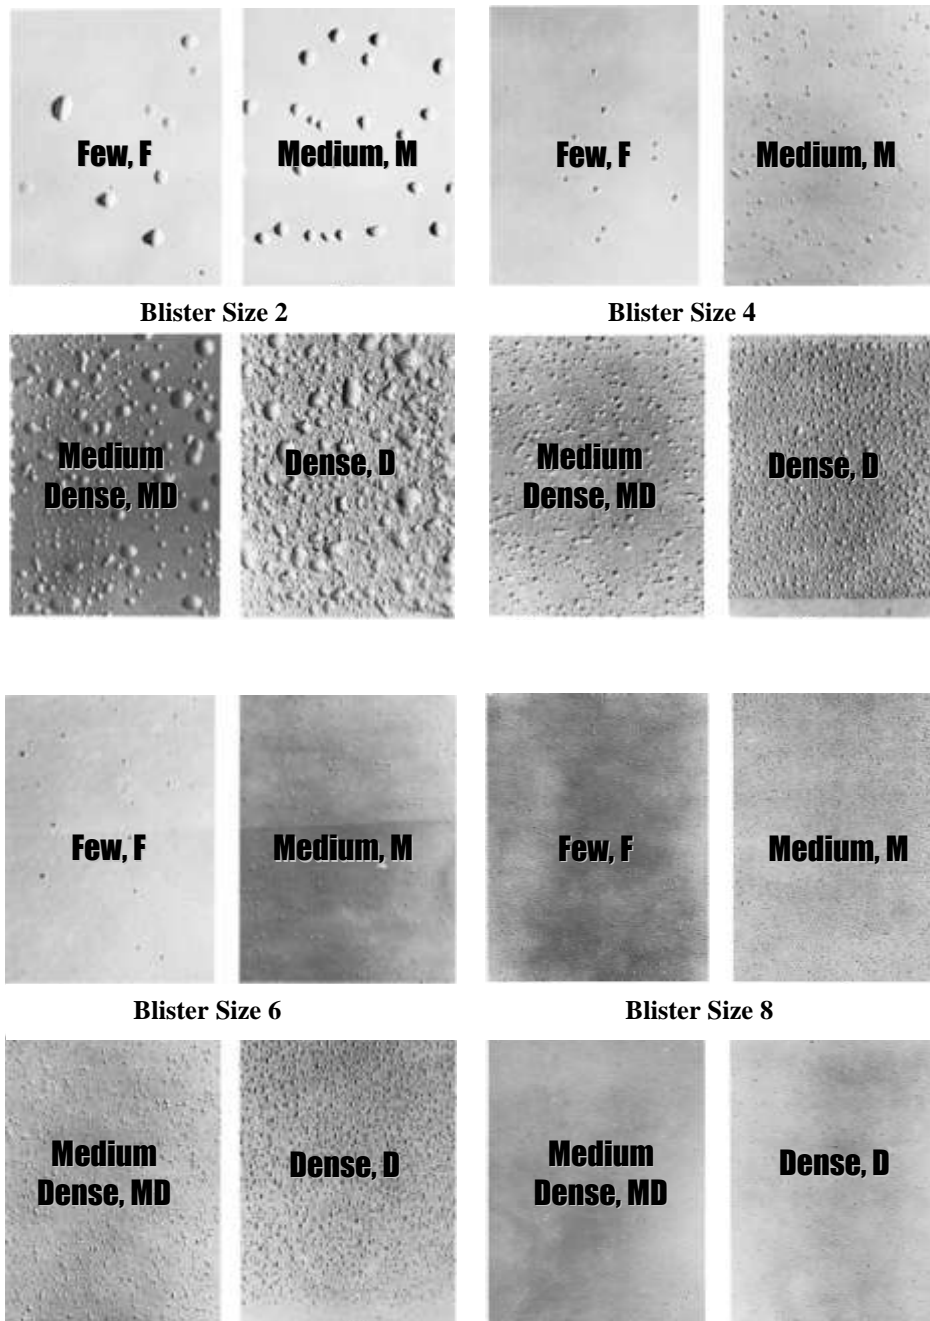 Few, F
Medium, M
Few, F
Medium, M
Blister Size 2
Blister Size 4
Medium
Dense, MD
Dense, D
Medium
Dense, MD
Dense, D
Few, F
Medium, M
Few, F
Medium, M
Blister Size 6
Blister Size 8
Medium
Dense, MD
Dense, D
Medium
Dense, MD
Dense, D